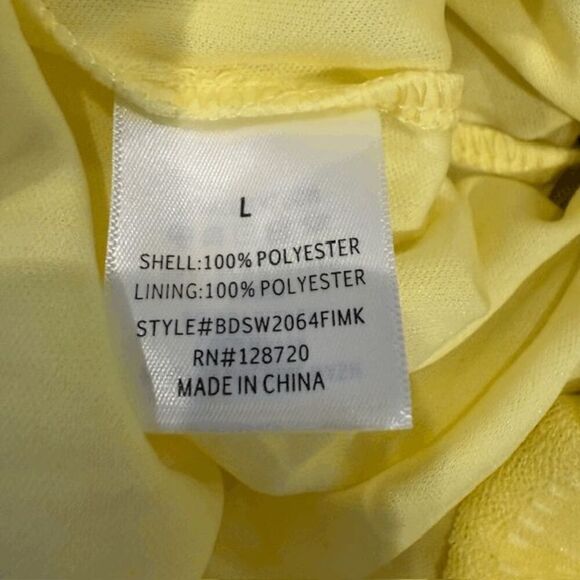 L
SHELL:100% POLYESTER
LINING:100% POLYESTER
STYLE#BDSW2064FIMK
RN#128720
MADE IN CHINA